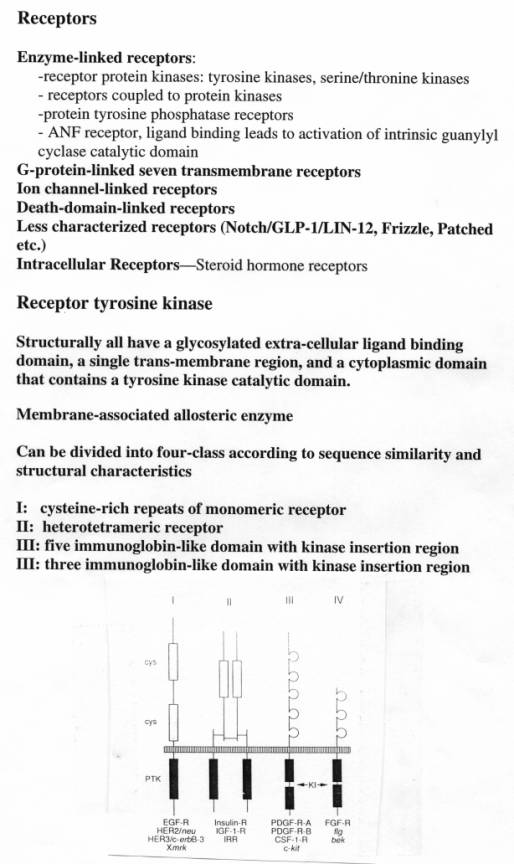 Receptors
Enzyme-linked receptors:
-receptor protein kinases: tyrosine kinases, serine/thronine kinases
- receptors coupled to protein kinases
-protein tyrosine phosphatase receptors
- ANF receptor, ligand binding leads to activation of intrinsic guanylyl
cyclase catalytic domain
G-protein-linked seven transmembrane receptors
Ion channel-linked receptors
Death-domain-linked receptors
Less characterized receptors (Notch/GLP-1/LIN-12, Frizzle, Patched
etc.)
Intracellular Receptors—Steroid hormone receptors
Receptor tyrosine kinase
Structurally all have a glycosylated extra-cellular ligand binding
domain, a single trans-membrane region, and a cytoplasmic domain
that contains a tyrosine kinase catalytic domain.
Membrane-associated allosteric enzyme
Can be divided into four-class according to sequence similarity and
structural characteristics
I: cysteine-rich repeats of monomeric receptor
II: heterotetrameric receptor
III: five immunoglobin-like domain with kinase insertion region
III: three immunoglobin-like domain with kinase insertion region
I II III IV
cys
cys
PTK
KI
EGF-R Insulin-R PDGF-R-A FGF-R
HER2/neu IGF-1-R PDGF-R-B flg
HER3/c-erbB-3 IRR CSF-1-R bek
Xmrk c-kit